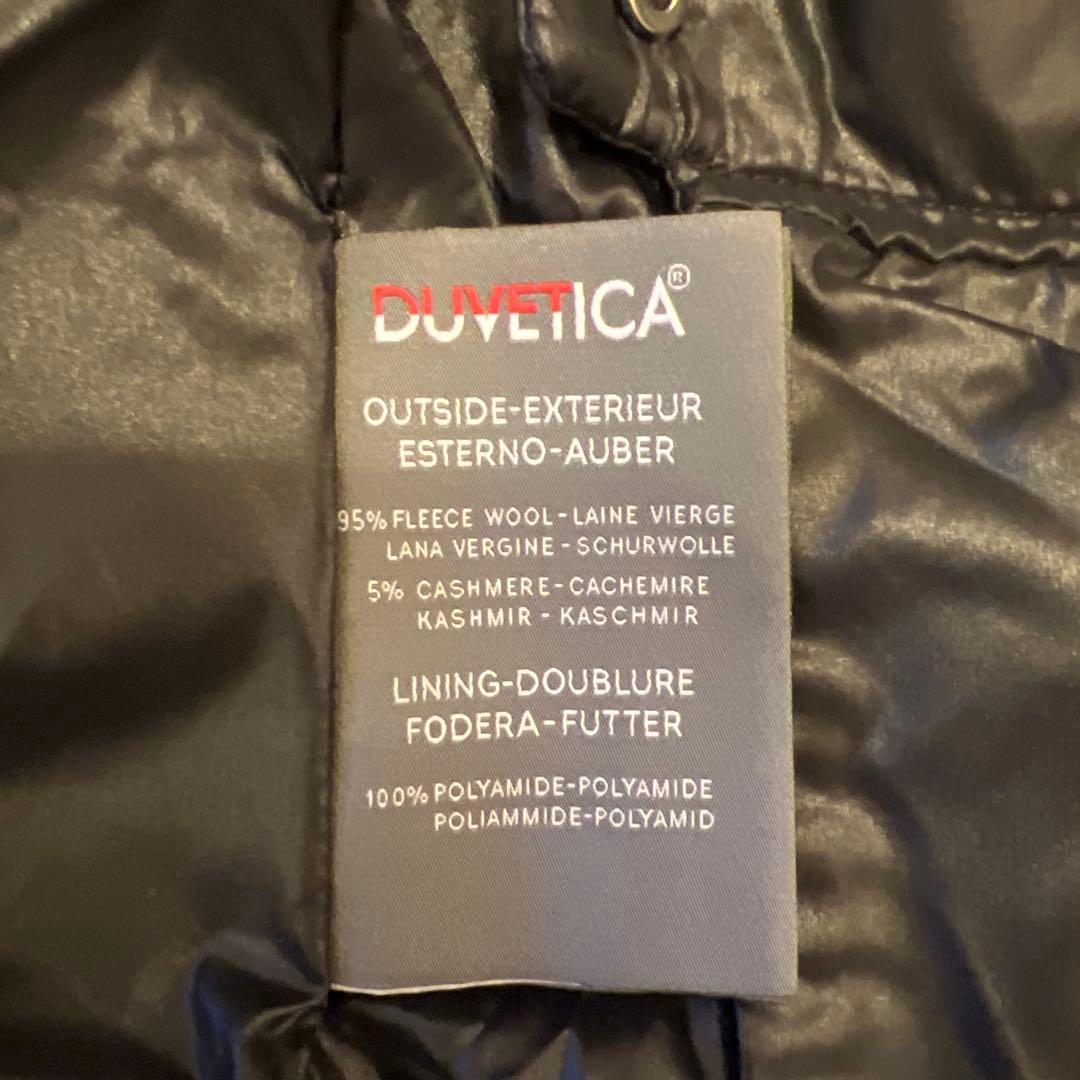 DUVETICA®
OUTSIDE-EXTERIEUR
ESTERNO-AUBER
95% FLEECE WOOL-LAINE VIERGE
LANA VERGINE-SCHURWOLLE
5% CASHMERE-CACHEMIRE
KASHMIR-KASCHMIR
LINING-DOUBLURE
FODERA-FUTTER
100% POLYAMIDE-POLYAMIDE
POLIAMMIDE-POLYAMID